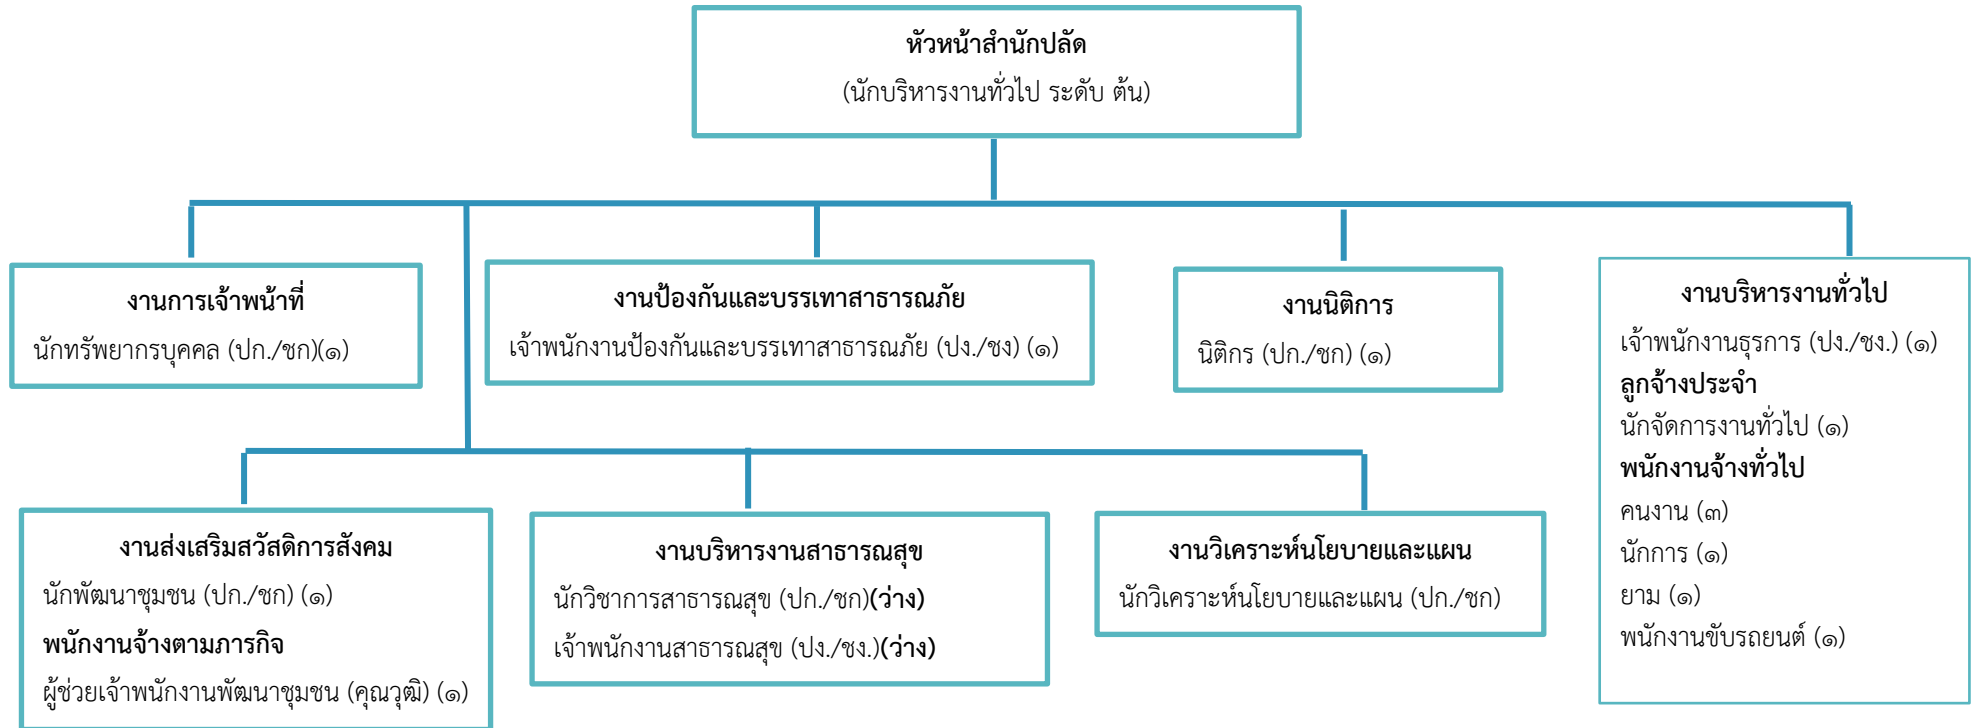 หัวหน้าสำนักปลัด
(นักบริหารงานทั่วไป ระดับ ต้น)
งานการเจ้าพน้าที่
นักทรัพยากรบุคคล (ปก./ชก)(๑)
งานป้องกันและบรรเทาสาธารณภัย
เจ้าพนักงานป้องกันและบรรเทาสาธารณภัย (ปง./ชง) (๑)
งานนิติการ
นิติกร (ปก./ชก) (๑)
งานบริหารงานทั่วไป
เจ้าพนักงานธุรการ (ปง./ชง.) (๑)
ลูกจ้างประจำ
นักจัดการงานทั่วไป (๑)
พนักงานจ้างทั่วไป
คนงาน (๓)
นักการ (๑)
ยาม (๑)
พนักงานขับรถยนต์ (๑)
งานส่งเสริมสวัสดิการสังคม
นักพัฒนาชุมชน (ปก./ชก) (๑)
พนักงานจ้างตามภารกิจ
ผู้ช่วยเจ้าพนักงานพัฒนาชุมชน (คุณวุฒิ) (๑)
งานบริหารงานสาธารณสุข
นักวิชาการสาธารณสุข (ปก./ชก)(ว่าง)
เจ้าพนักงานสาธารณสุข (ปง./ชง.)(ว่าง)
งานวิเคราะห์นโยบายและแผน
นักวิเคราะห์นโยบายและแผน (ปก./ชก)